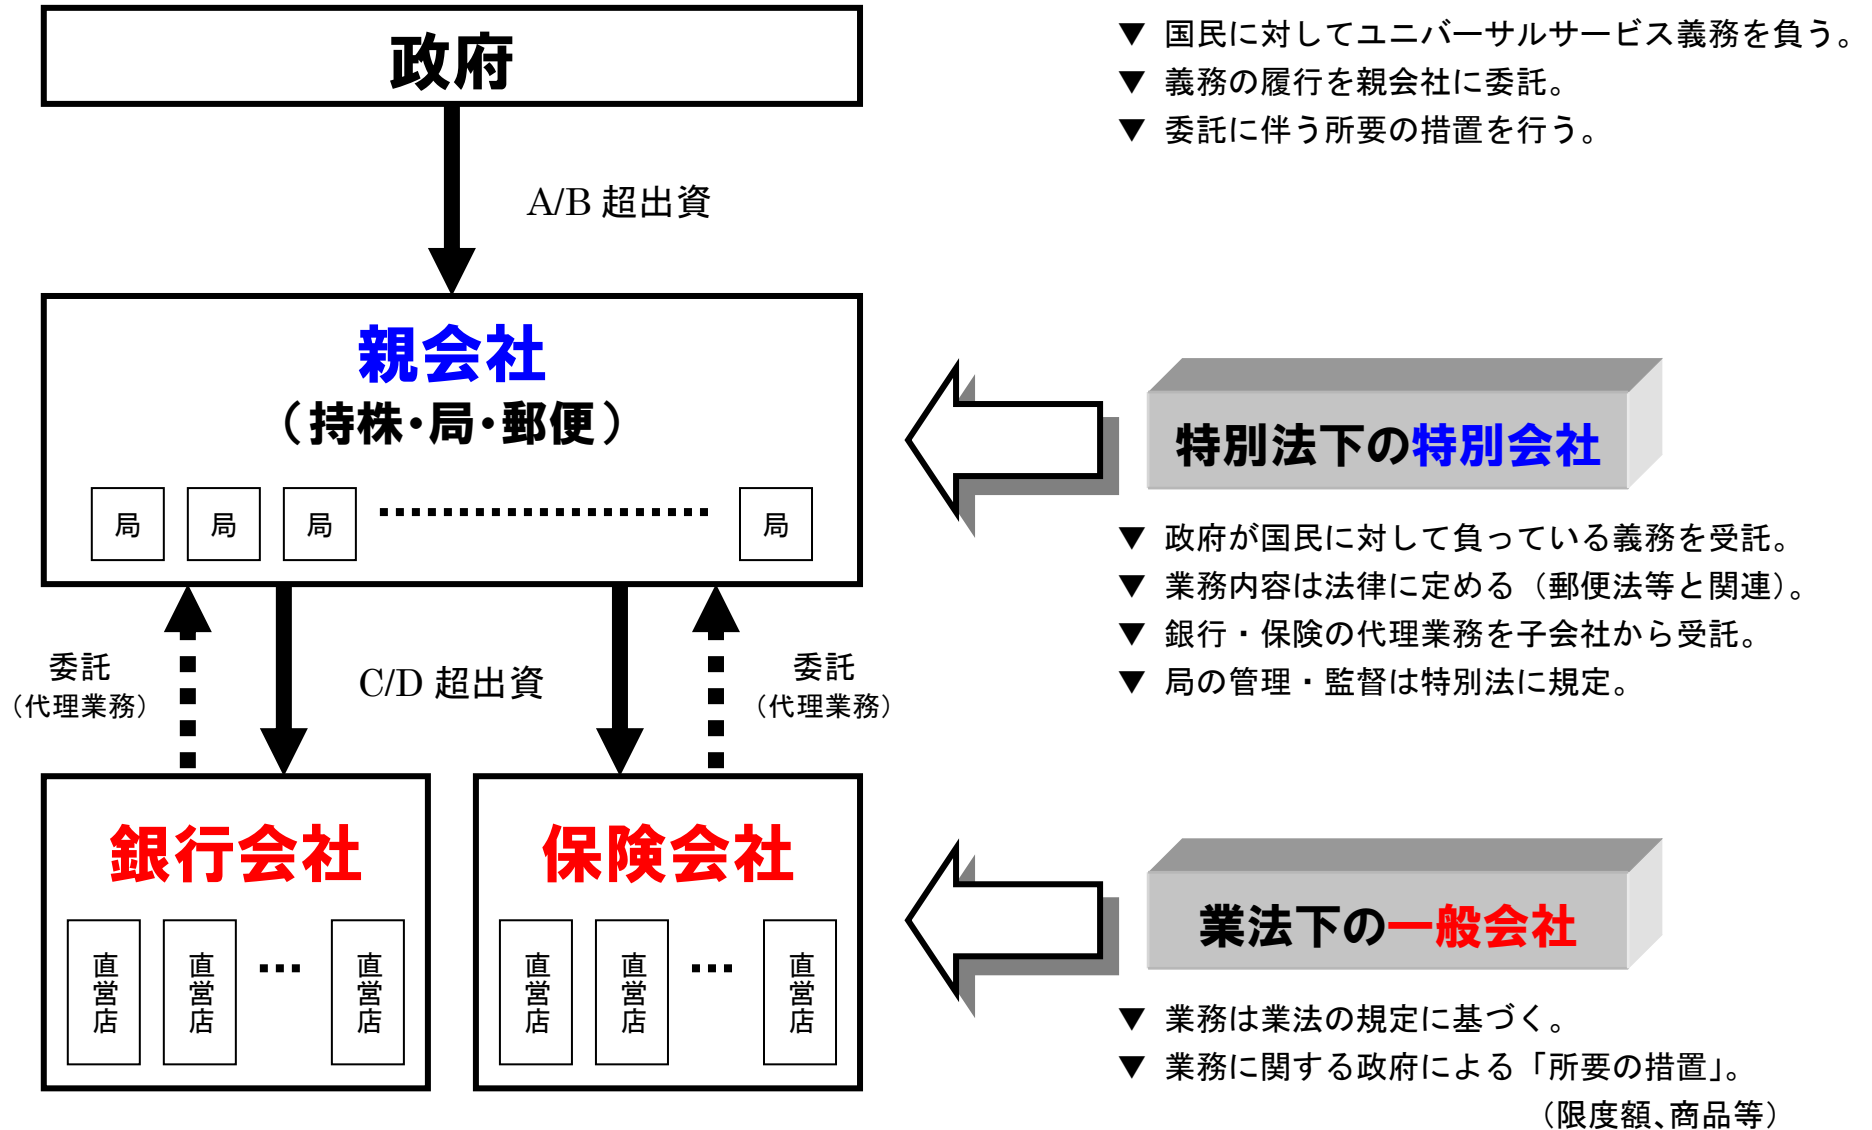 政府
▼ 国民に対してユニバーサルサービス義務を負う。
▼ 義務の履行を親会社に委託。
▼ 委託に伴う所要の措置を行う。
A/B 超出資
親会社
（持株・局・郵便）
局 局 局 局
特別法下の特別会社
▼ 政府が国民に対して負っている義務を受託。
▼ 業務内容は法律に定める（郵便法等と関連）。
▼ 銀行・保険の代理業務を子会社から受託。
▼ 局の管理・監督は特別法に規定。
委託
（代理業務）
C/D 超出資
委託
（代理業務）
銀行会社
直営店 直営店 … 直営店
保険会社
直営店 直営店 … 直営店
業法下の一般会社
▼ 業務は業法の規定に基づく。
▼ 業務に関する政府による「所要の措置」。
（限度額、商品等）